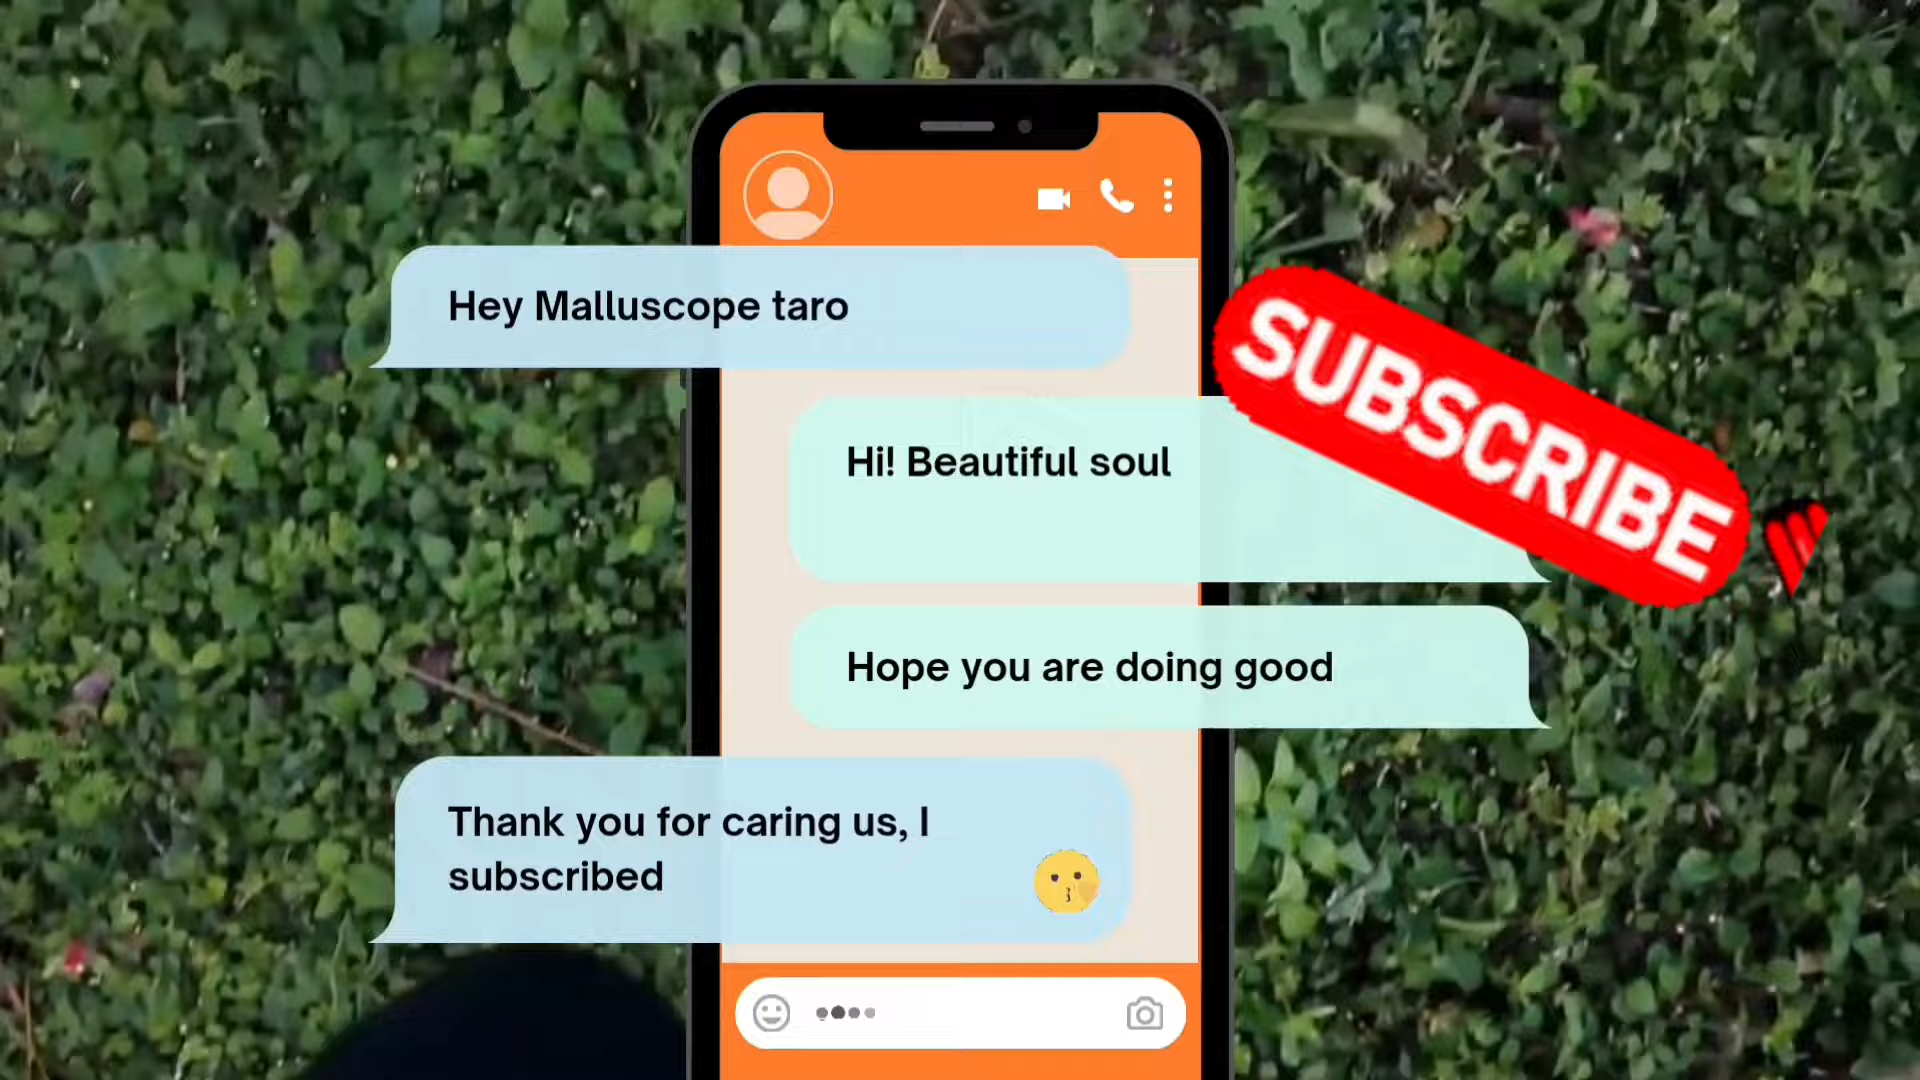 Hey Malluscope taro
SUBSCRIBE
Hi! Beautiful soul
Hope you are doing good
Thank you for caring us, I
subscribed